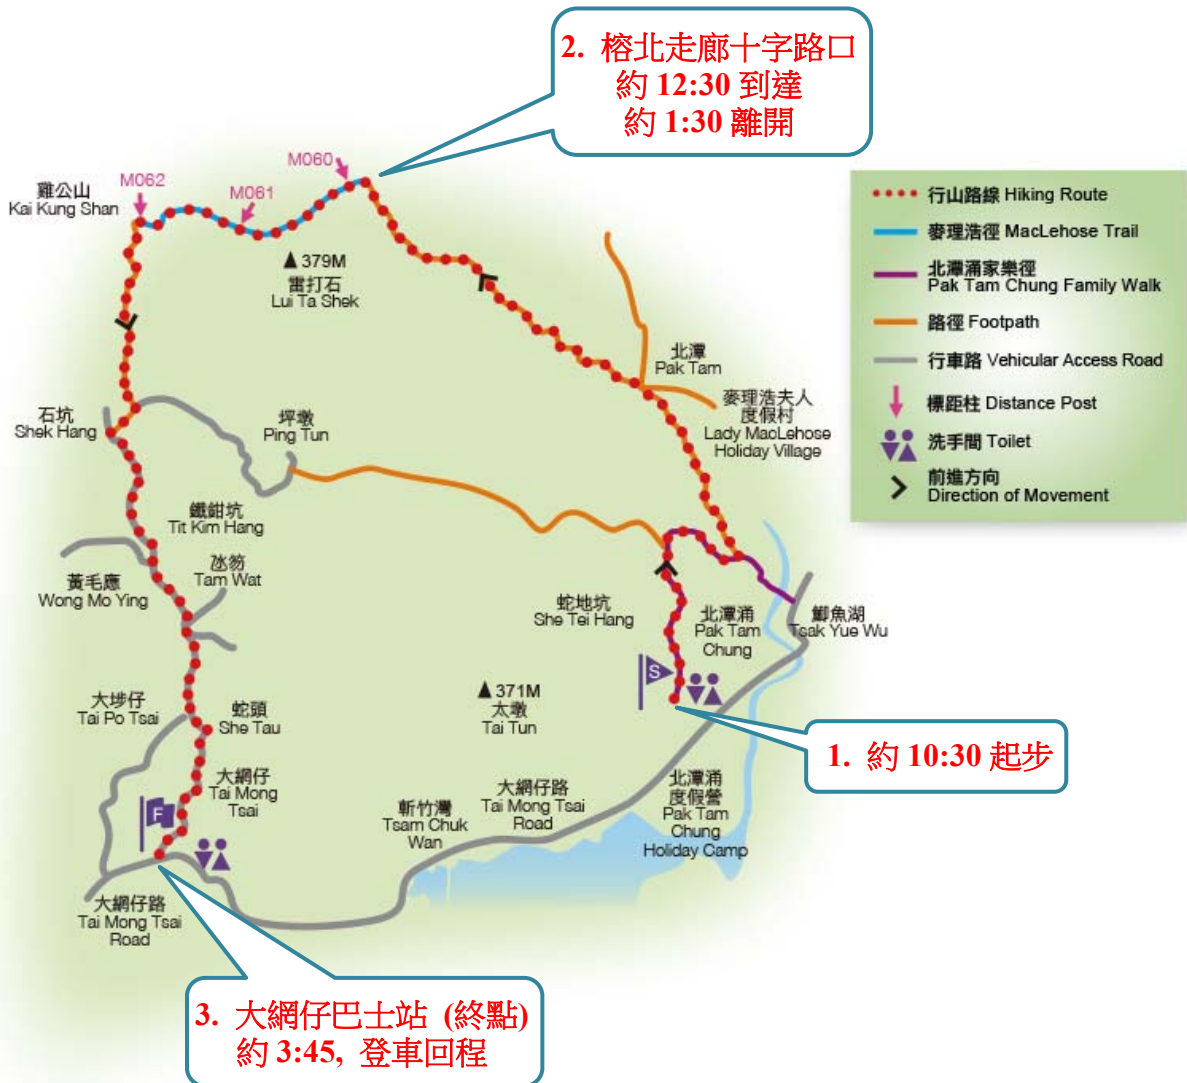 2. 榕北走廊十字路口
約 12:30 到達
約 1:30 離開
M060
M062
M061
雞公山
Kai Kung Shan
379M
雷打石
Lui Ta Shek
行山路線 Hiking Route
麥理浩徑 MacLehose Trail
北潭涌家樂徑
Pak Tam Chung Family Walk
路徑 Footpath
行車路 Vehicular Access Road
標距柱 Distance Post
洗手間 Toilet
前進方向
Direction of Movement
北潭
Pak Tam
麥理浩夫人
度假村
Lady MacLehose
Holiday Village
石坑
Shek Hang
坪墩
Ping Tun
鐵鉗坑
Tit Kim Hang
氹笏
Tam Wat
黃毛應
Wong Mo Ying
蛇地坑
She Tei Hang
北潭涌
Pak Tam
Chung
鯽魚湖
Tsak Yue Wu
S
371M
太墩
Tai Tun
大埗仔
Tai Po Tsai
蛇頭
She Tau
1. 約 10:30 起步
大網仔
Tai Mong
Tsai
F
斬竹灣
Tsam Chuk
Wan
大網仔路
Tai Mong Tsai
Road
北潭涌
度假營
Pak Tam
Chung
Holiday Camp
大網仔路
Tai Mong Tsai
Road
3. 大網仔巴士站 (終點)
約 3:45, 登車回程